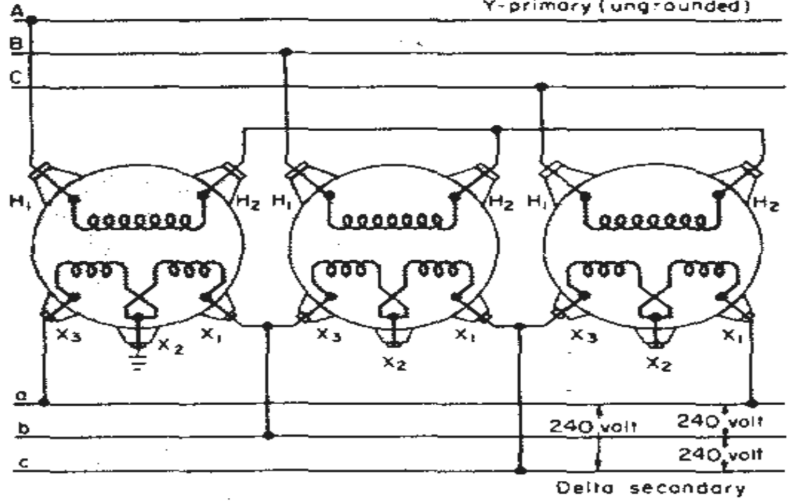 Y-primary (ungrounded)
A
B
C
H1 H2 H1 H2 H1 H2
X3 X2 X1 X3 X2 X1 X3 X2 X1
a
240 volt 240 volt
b
240 volt
c
Delta secondary